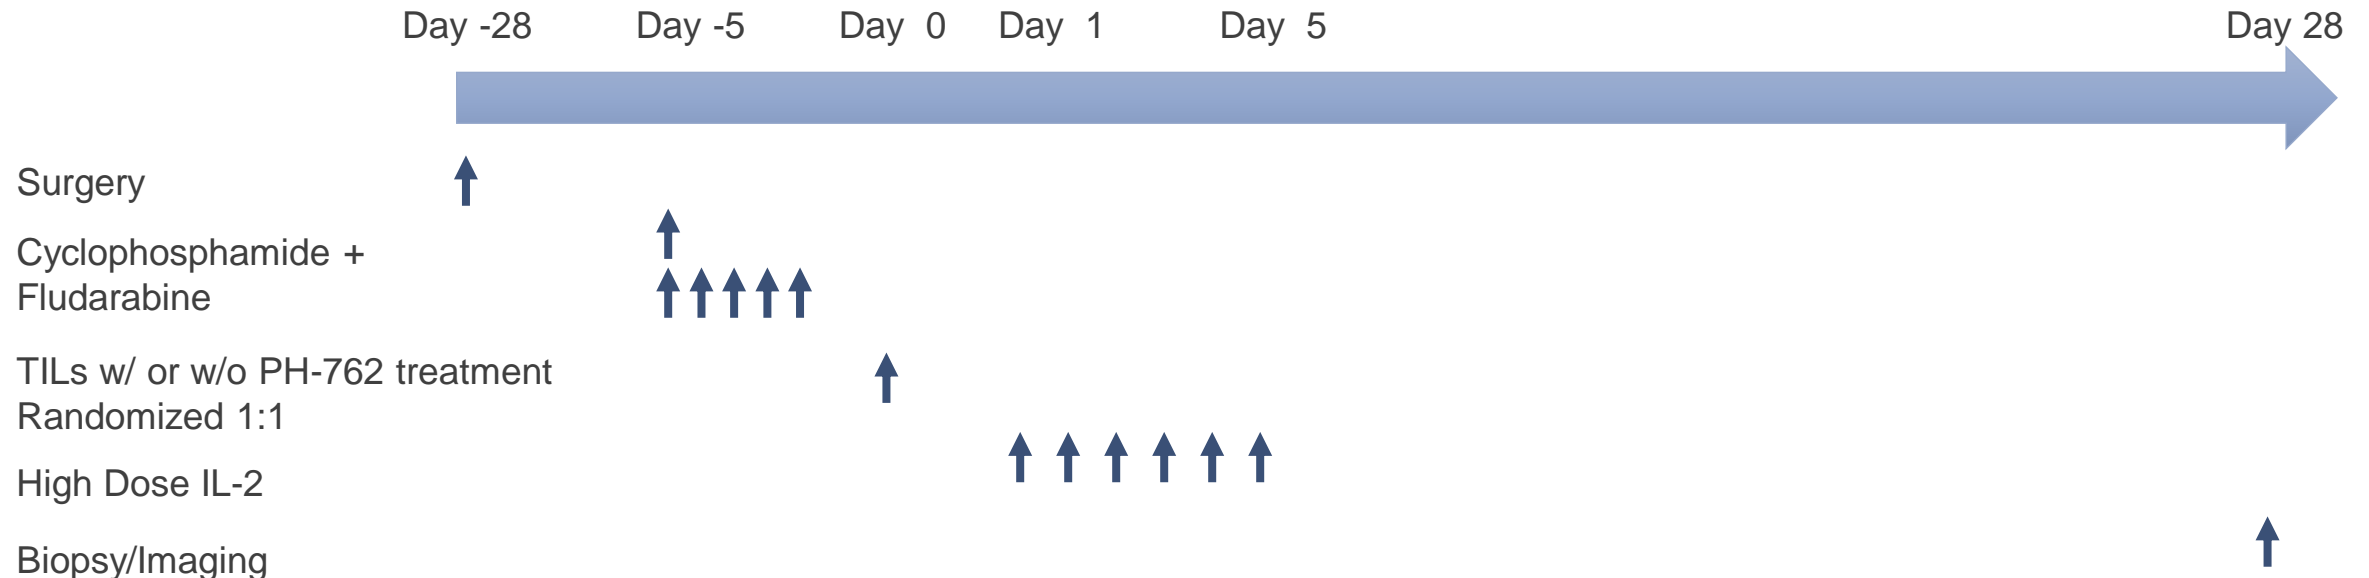 Day -28 Day -5 Day 0 Day 1 Day 5 Day 28
Surgery
Cyclophosphamide +
Fludarabine
TILs w/ or w/o PH-762 treatment
Randomized 1:1
High Dose IL-2
Biopsy/Imaging